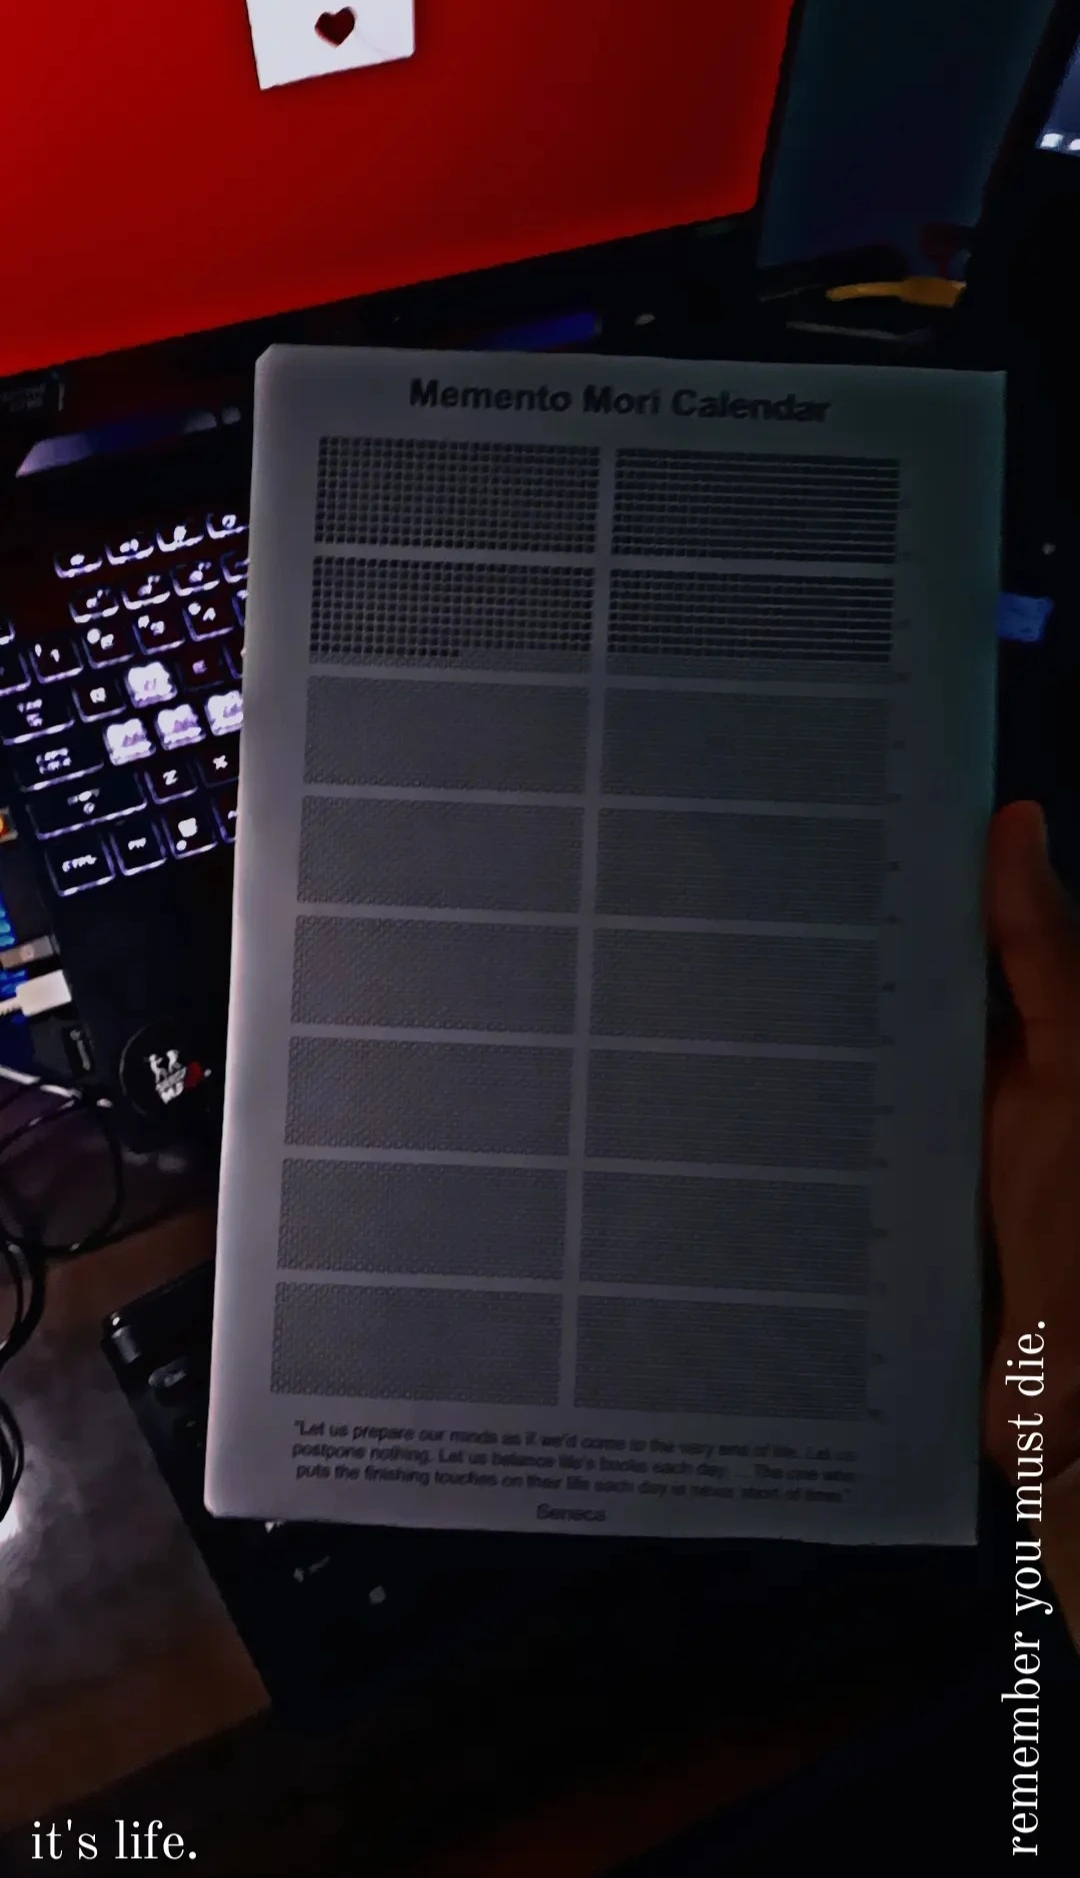 Memento Mori Calendar
"Let us prepare our minds as if we'd come to the very end of life. Let us
postpone nothing. Let us balance life's books each day. ... The one who
puts the finishing touches on their life each day is never short of time."
Seneca
remember you must die.
it's life.
Z
X